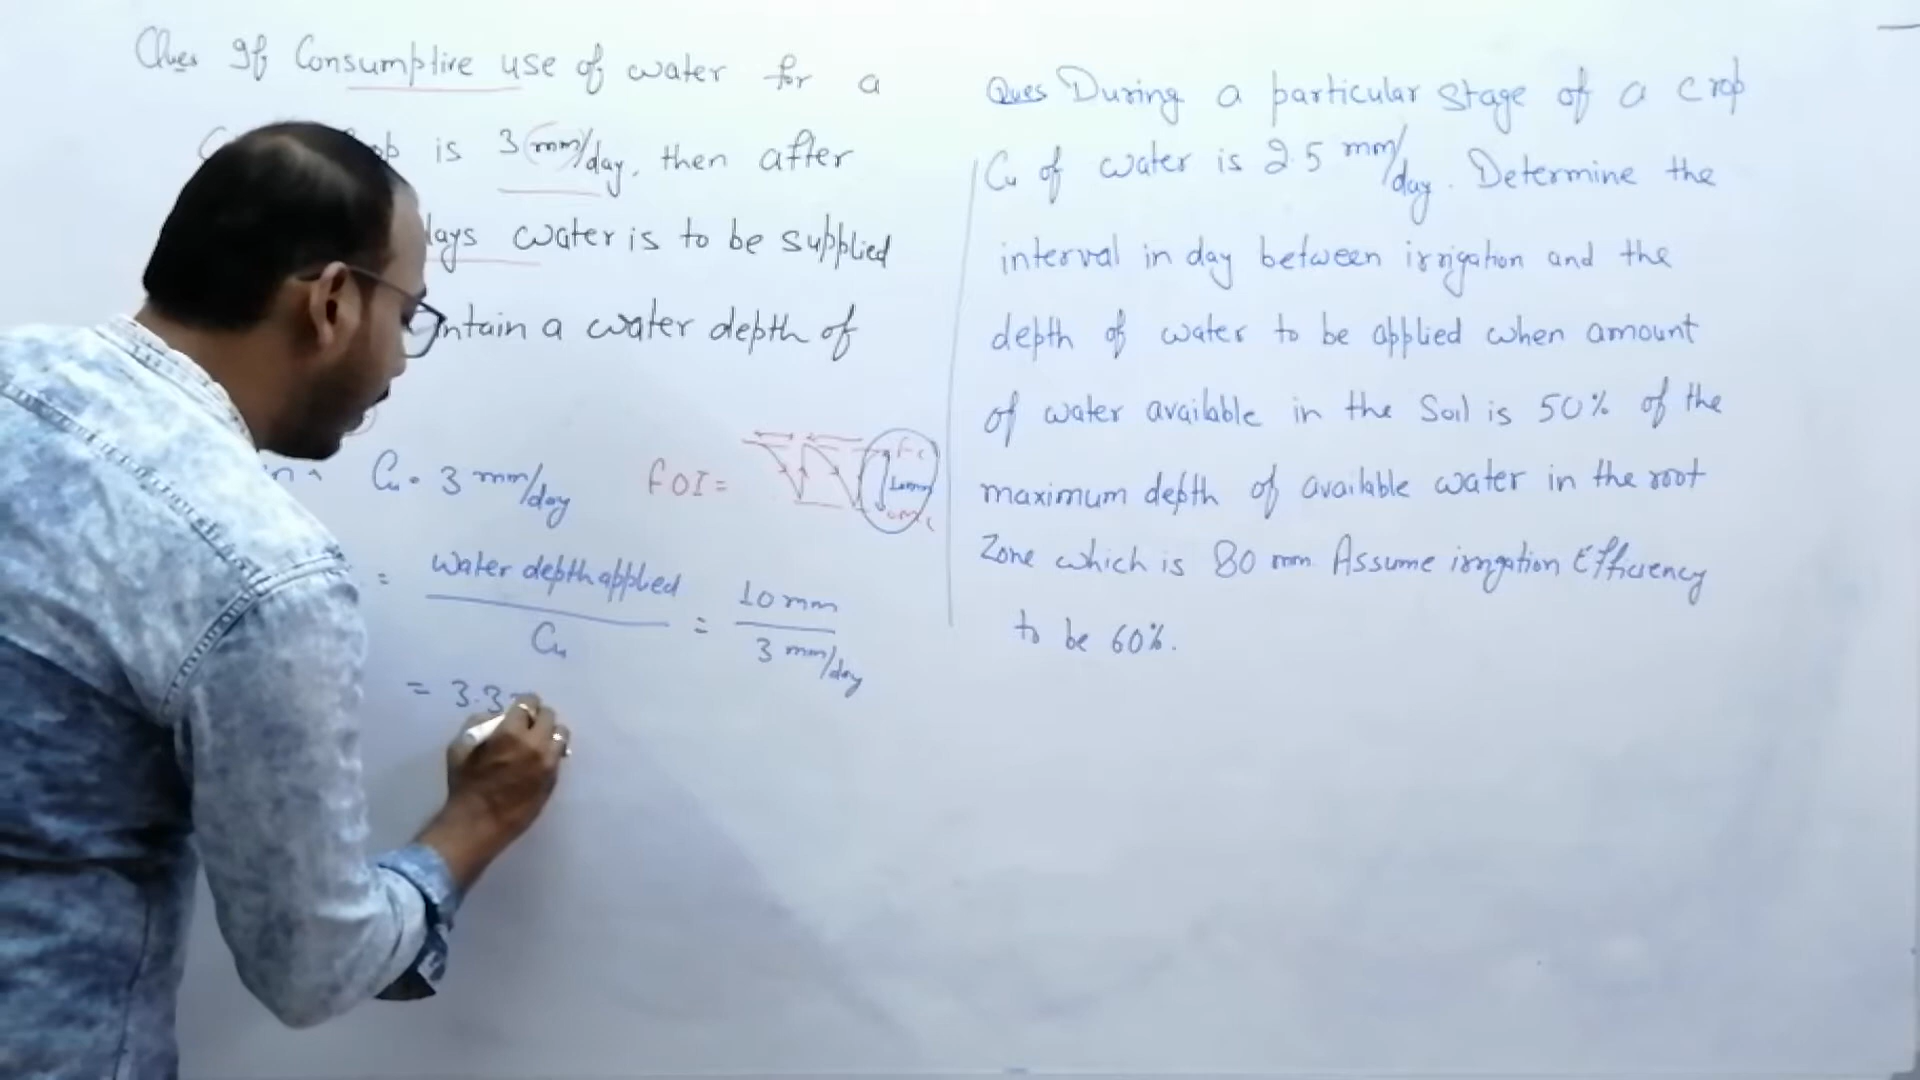 Ques If Consumptive use of water for a
is 3 mm/day, then after
days water is to be supplied
a water depth of
Cu = 3 mm/day
FOI =
F.C
10mm
O.M.C
= water depth applied / Cu = 10 mm / 3 mm/day
= 3.3
Ques During a particular stage of a crop
Cu of water is 2.5 mm/day. Determine the
interval in day between irrigation and the
depth of water to be applied when amount
of water available in the Soil is 50% of the
maximum depth of available water in the root
Zone which is 80 mm Assume irrigation Efficiency
to be 60%.